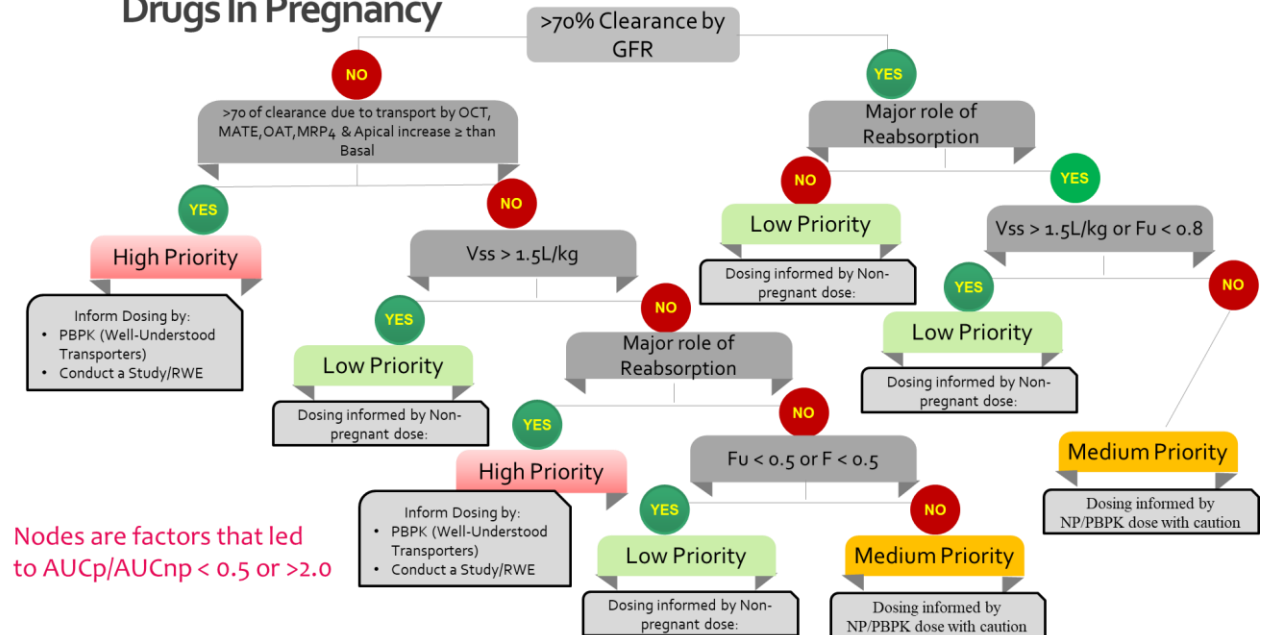 Drugs In Pregnancy
>70% Clearance by
GFR
NO
YES
>70 of clearance due to transport by OCT,
MATE,OAT,MRP4 & Apical increase ≥ than
Basal
Major role of
Reabsorption
YES
NO
NO
YES
High Priority
Inform Dosing by:
• PBPK (Well-Understood
Transporters)
• Conduct a Study/RWE
Vss > 1.5L/kg
Low Priority
Dosing informed by Non-
pregnant dose:
Vss > 1.5L/kg or Fu < 0.8
YES
NO
YES
NO
Low Priority
Dosing informed by Non-
pregnant dose:
Major role of
Reabsorption
Low Priority
Dosing informed by Non-
pregnant dose:
Medium Priority
Dosing informed by
NP/PBPK dose with caution
YES
NO
High Priority
Inform Dosing by:
• PBPK (Well-Understood
Transporters)
• Conduct a Study/RWE
Fu < 0.5 or F < 0.5
YES
NO
Low Priority
Dosing informed by Non-
pregnant dose:
Medium Priority
Dosing informed by
NP/PBPK dose with caution
Nodes are factors that led
to AUCp/AUCnp < 0.5 or >2.0